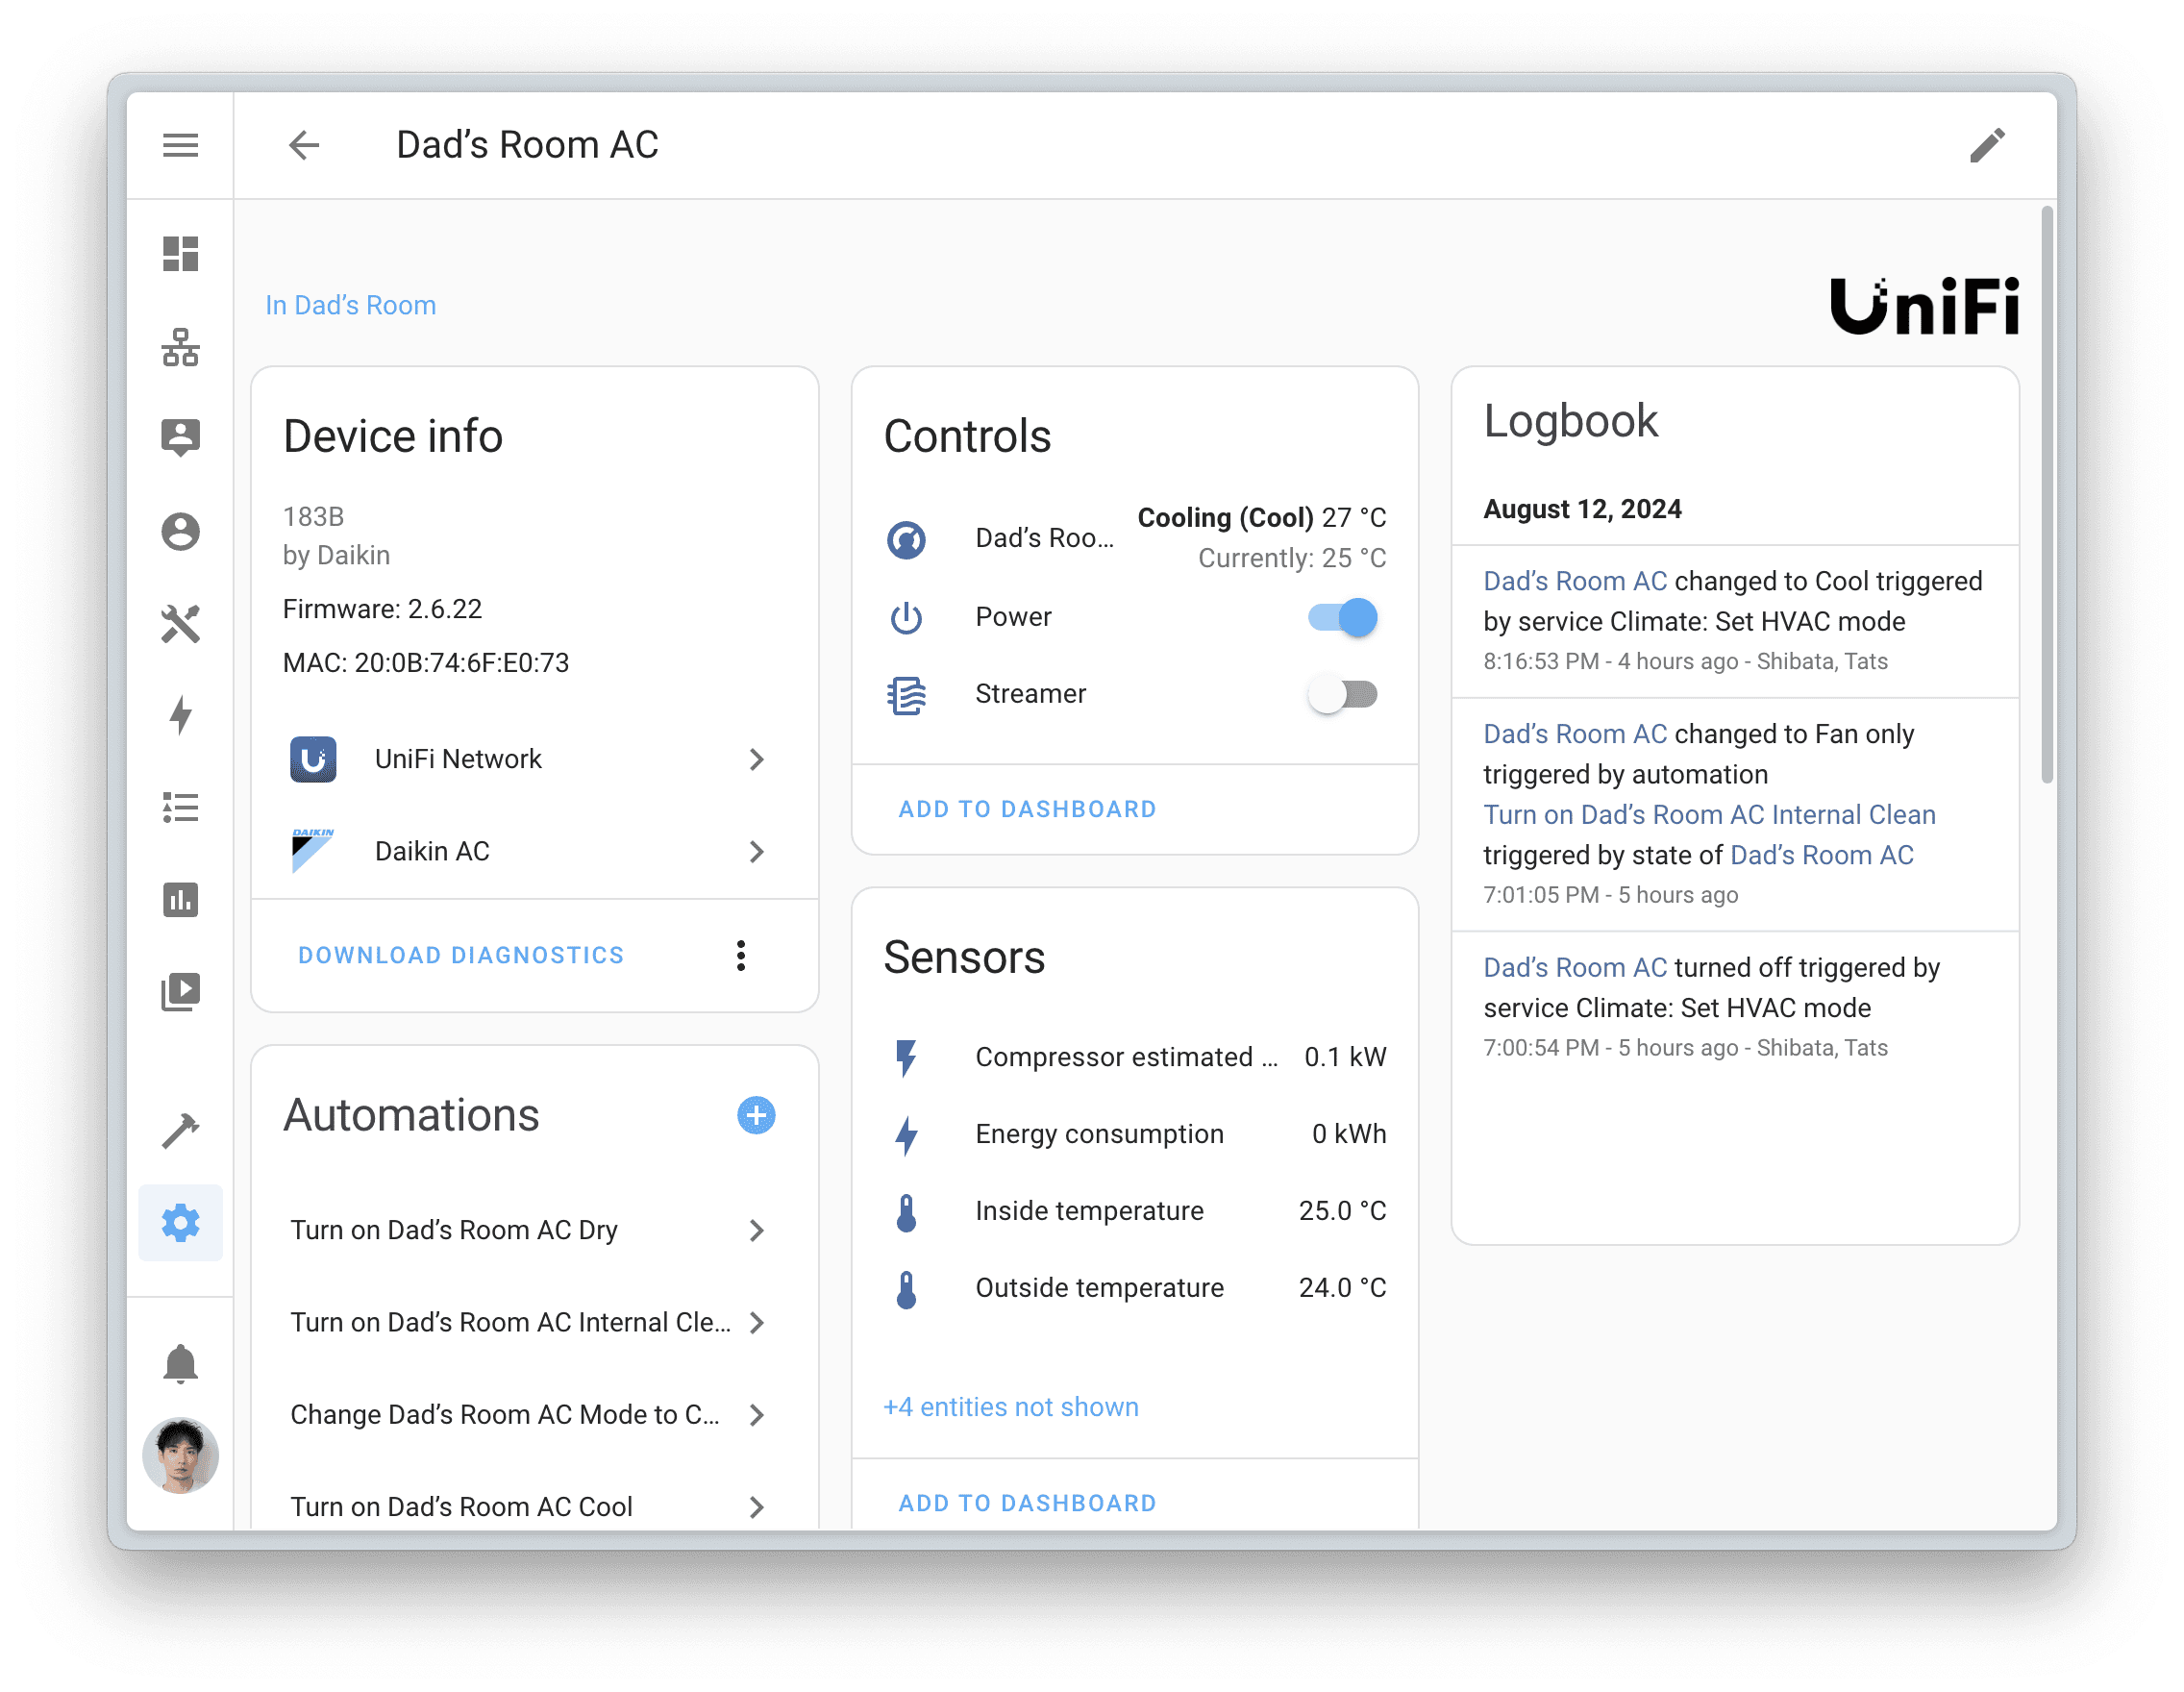 Dad’s Room AC
In Dad’s Room
UniFi
Device info
183B
by Daikin
Firmware: 2.6.22
MAC: 20:0B:74:6F:E0:73
UniFi Network
DAIKIN
Daikin AC
DOWNLOAD DIAGNOSTICS
Automations
Turn on Dad’s Room AC Dry
Turn on Dad’s Room AC Internal Cle...
Change Dad’s Room AC Mode to C...
Turn on Dad’s Room AC Cool
Controls
Dad’s Roo...
Cooling (Cool) 27 °C
Currently: 25 °C
Power
Streamer
ADD TO DASHBOARD
Sensors
Compressor estimated ... 0.1 kW
Energy consumption 0 kWh
Inside temperature 25.0 °C
Outside temperature 24.0 °C
+4 entities not shown
ADD TO DASHBOARD
Logbook
August 12, 2024
Dad’s Room AC changed to Cool triggered
by service Climate: Set HVAC mode
8:16:53 PM - 4 hours ago - Shibata, Tats
Dad’s Room AC changed to Fan only
triggered by automation
Turn on Dad’s Room AC Internal Clean
triggered by state of Dad’s Room AC
7:01:05 PM - 5 hours ago
Dad’s Room AC turned off triggered by
service Climate: Set HVAC mode
7:00:54 PM - 5 hours ago - Shibata, Tats